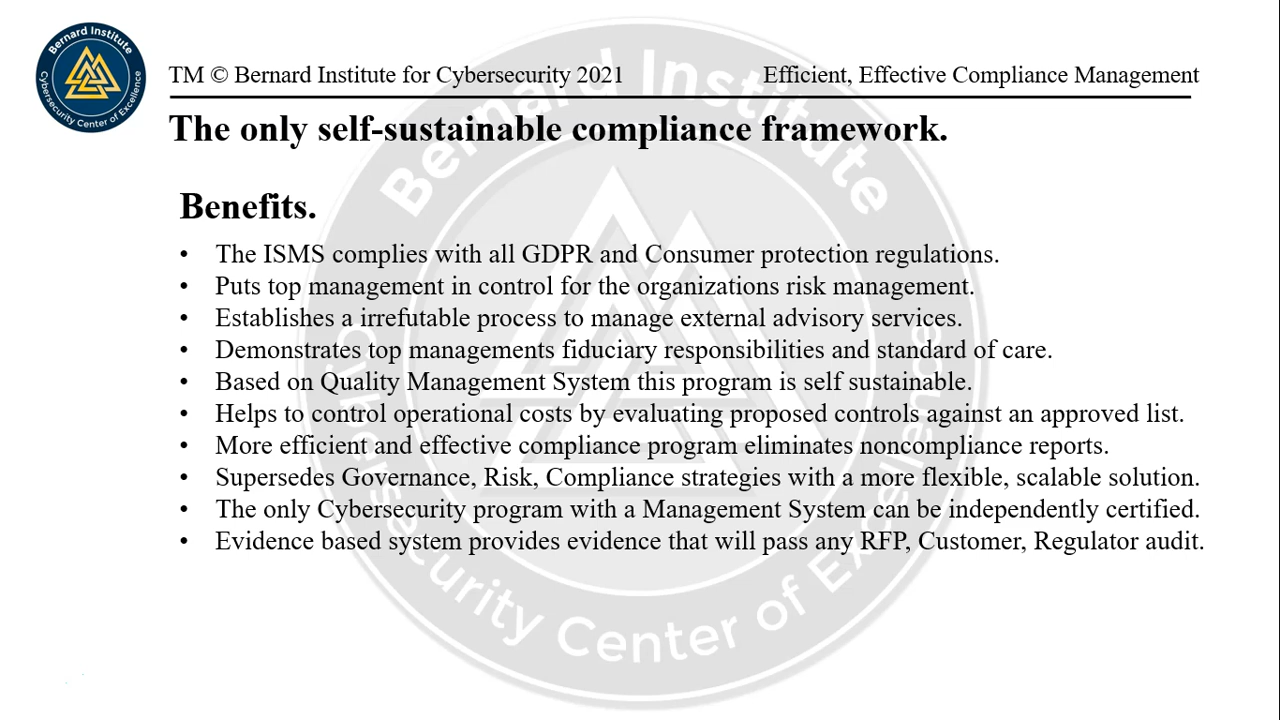 Bernard Institute
Cybersecurity Center of Excellence
TM © Bernard Institute for Cybersecurity 2021 Efficient, Effective Compliance Management
The only self-sustainable compliance framework.
Benefits.
• The ISMS complies with all GDPR and Consumer protection regulations.
• Puts top management in control for the organizations risk management.
• Establishes a irrefutable process to manage external advisory services.
• Demonstrates top managements fiduciary responsibilities and standard of care.
• Based on Quality Management System this program is self sustainable.
• Helps to control operational costs by evaluating proposed controls against an approved list.
• More efficient and effective compliance program eliminates noncompliance reports.
• Supersedes Governance, Risk, Compliance strategies with a more flexible, scalable solution.
• The only Cybersecurity program with a Management System can be independently certified.
• Evidence based system provides evidence that will pass any RFP, Customer, Regulator audit.
Bernard Institute
Cybersecurity Center of Excellence